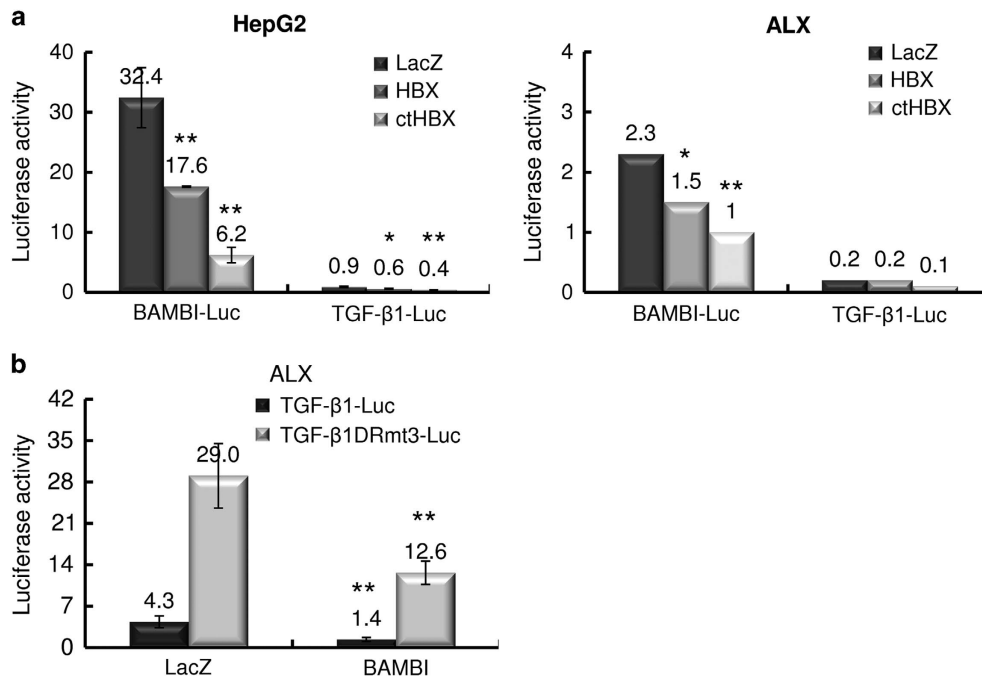 a
HepG2
Luciferase activity
40
30
20
10
0
LacZ
HBX
ctHBX
32.4
**
17.6
**
6.2
0.9
*
0.6
**
0.4
BAMBI-Luc
TGF-β1-Luc
ALX
Luciferase activity
4
3
2
1
0
LacZ
HBX
ctHBX
2.3
*
1.5
**
1
0.2
0.2
0.1
BAMBI-Luc
TGF-β1-Luc
b
ALX
Luciferase activity
42
35
28
21
14
7
0
TGF-β1-Luc
TGF-β1DRmt3-Luc
4.3
29.0
**
1.4
**
12.6
LacZ
BAMBI